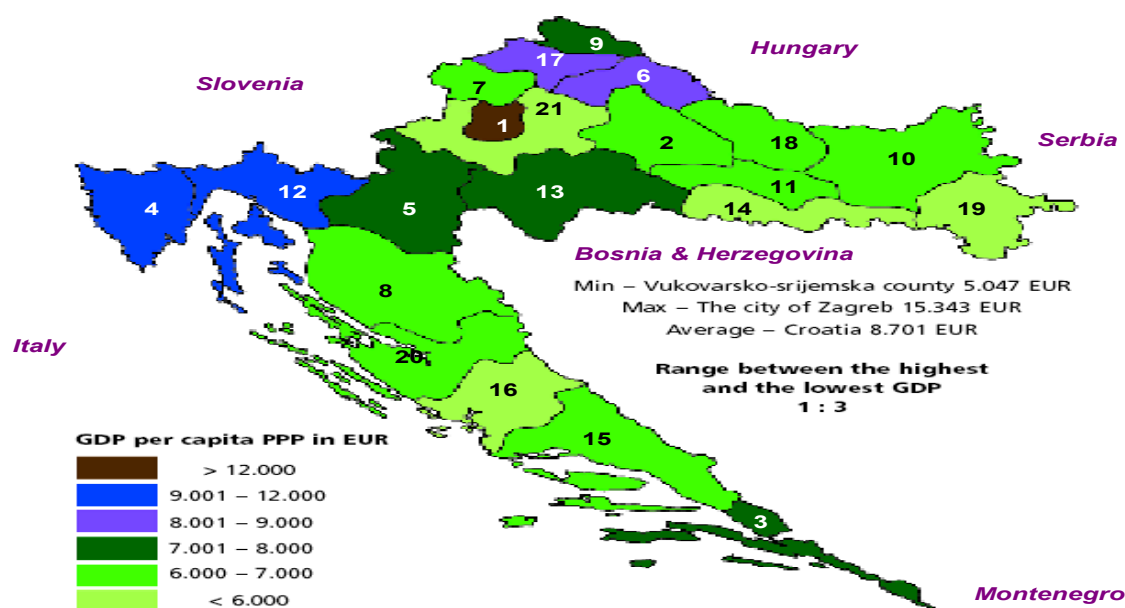 9
Hungary
17
6
Slovenia
7
21
1
2
18
10
Serbia
12
13
11
4
5
14
19
Bosnia & Herzegovina
Min – Vukovarsko-srijemska county 5.047 EUR
Max – The city of Zagreb 15.343 EUR
Average – Croatia 8.701 EUR
8
Italy
20
Range between the highest
and the lowest GDP
1 : 3
16
15
GDP per capita PPP in EUR
> 12.000
9.001 – 12.000
8.001 – 9.000
7.001 – 8.000
6.000 – 7.000
< 6.000
3
Montenegro